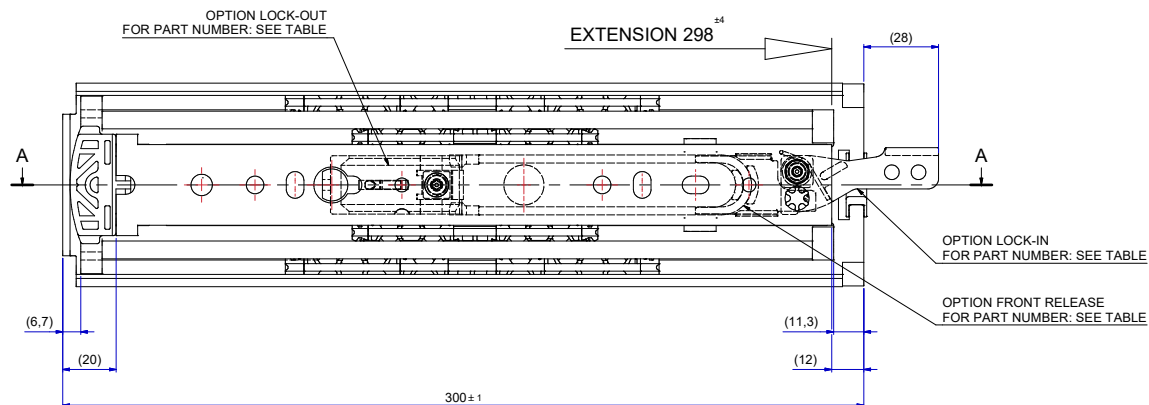 OPTION LOCK-OUT
FOR PART NUMBER: SEE TABLE
EXTENSION 298 ±4
(28)
A
A
OPTION LOCK-IN
FOR PART NUMBER: SEE TABLE
OPTION FRONT RELEASE
FOR PART NUMBER: SEE TABLE
(6,7)
(11,3)
(20)
(12)
300±1